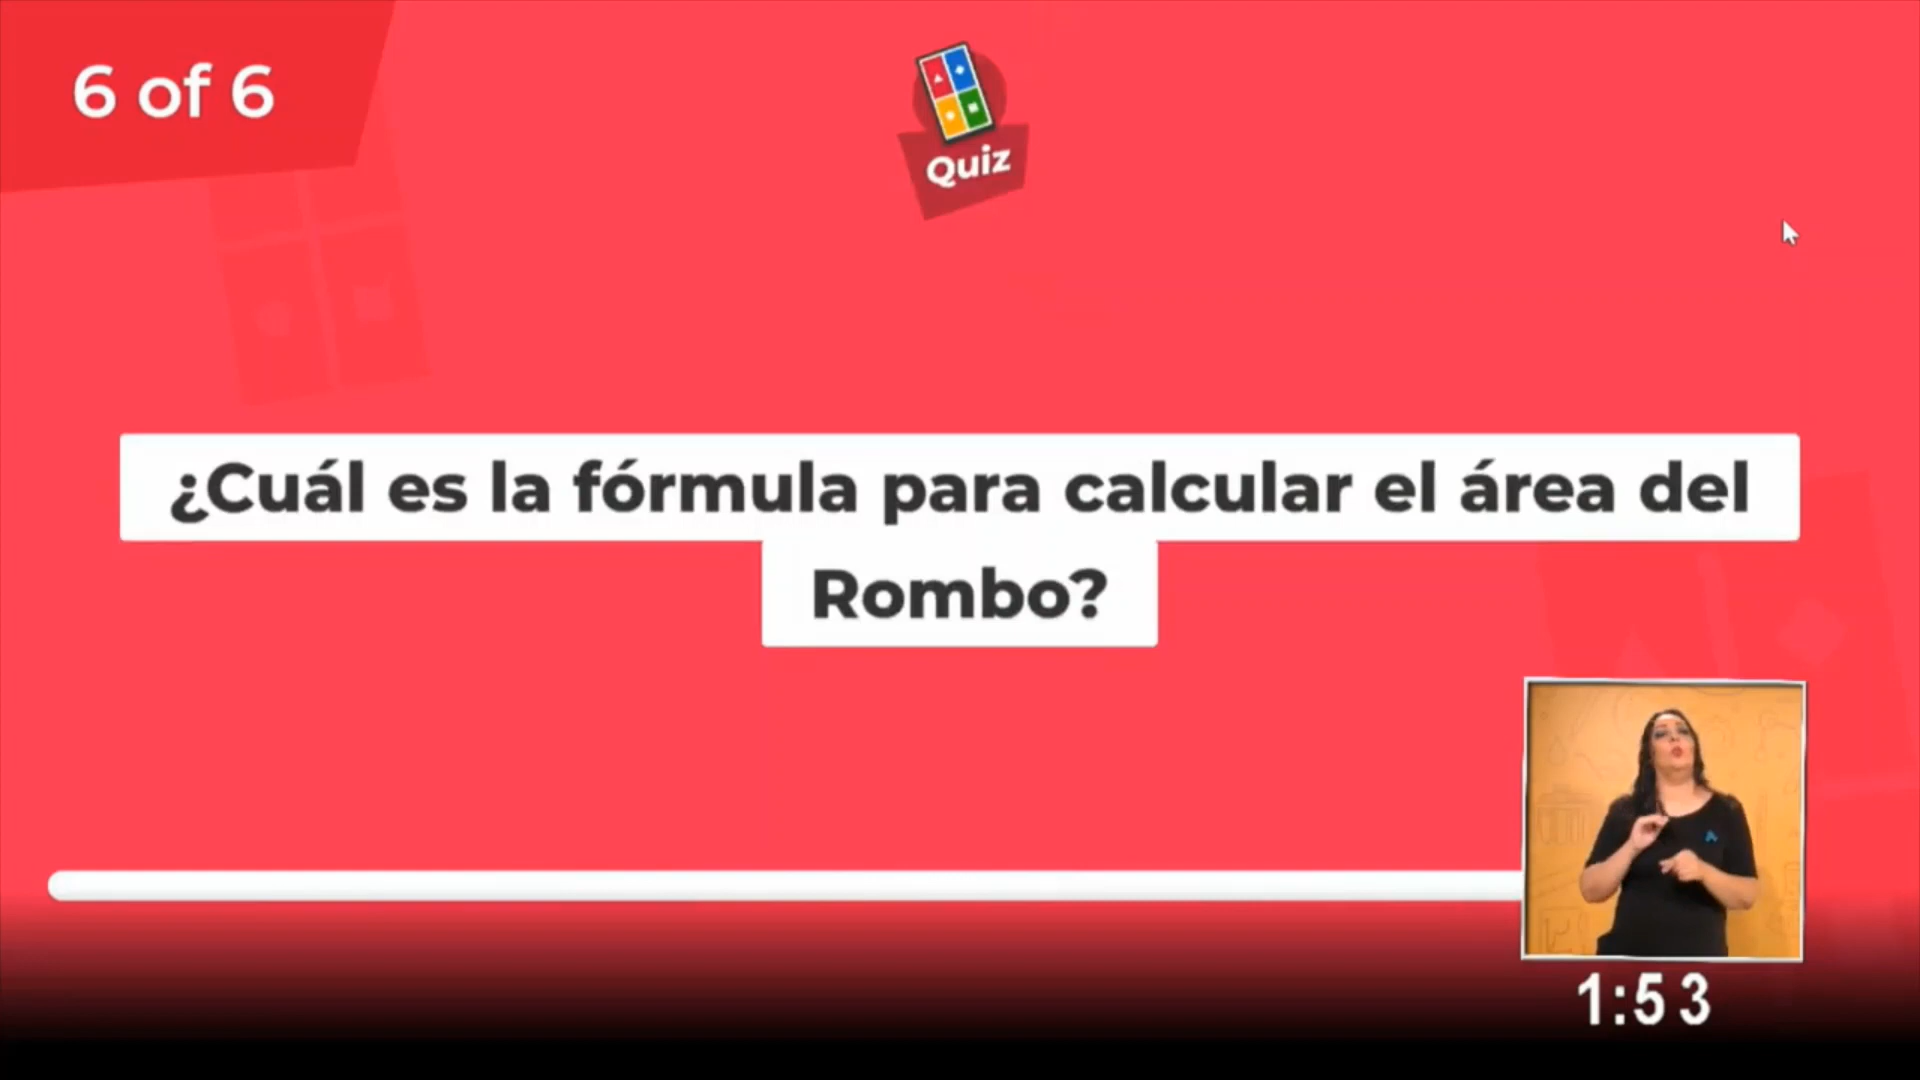 6 of 6
Quiz
¿Cuál es la fórmula para calcular el área del
Rombo?
1:53